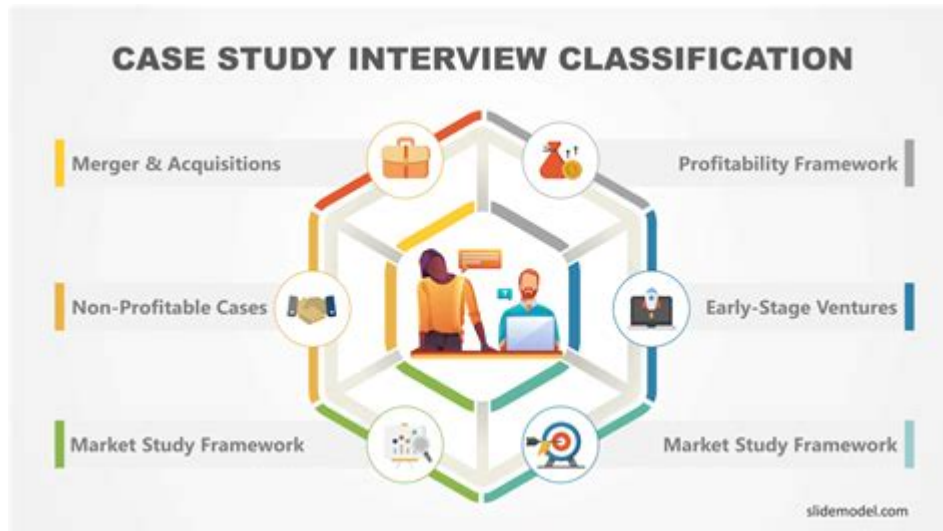 CASE STUDY INTERVIEW CLASSIFICATION
Merger & Acquisitions
Profitability Framework
Non-Profitable Cases
Early-Stage Ventures
Market Study Framework
Market Study Framework
slidemodel.com